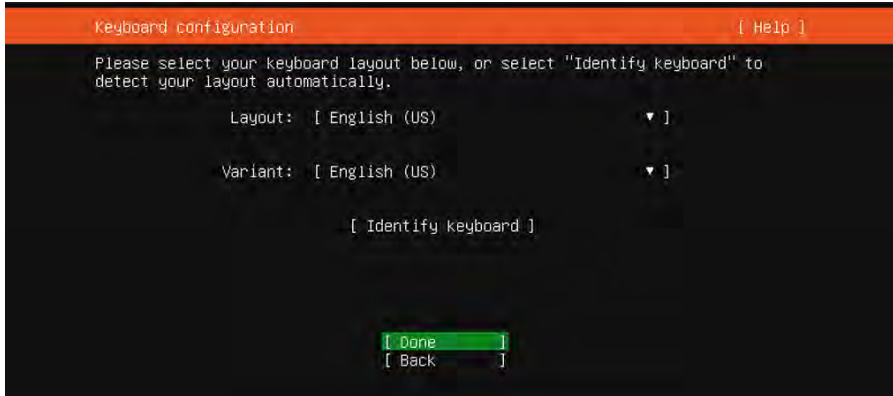 Keyboard configuration [ Help ]
Please select your keyboard layout below, or select "Identify keyboard" to
detect your layout automatically.
Layout: [ English (US) ▾ ]
Variant: [ English (US) ▾ ]
[ Identify keyboard ]
[ Done ]
[ Back ]